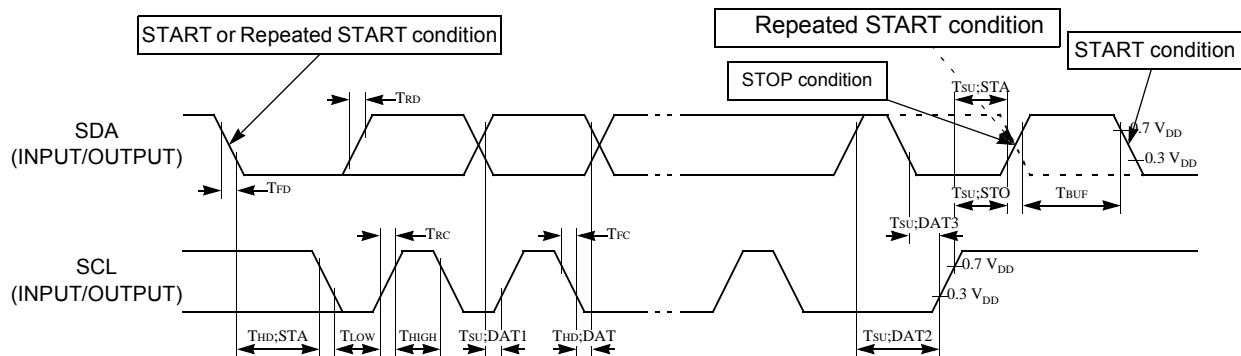 START or Repeated START condition
Repeated START condition
START condition
STOP condition
TSU;STA
TRD
SDA
(INPUT/OUTPUT)
0.7 VDD
0.3 VDD
TFD
TSU;STO
TBUF
TSU;DAT3
TRC
TFC
SCL
(INPUT/OUTPUT)
0.7 VDD
0.3 VDD
THD;STA
TLOW
THIGH
TSU;DAT1
THD;DAT
TSU;DAT2